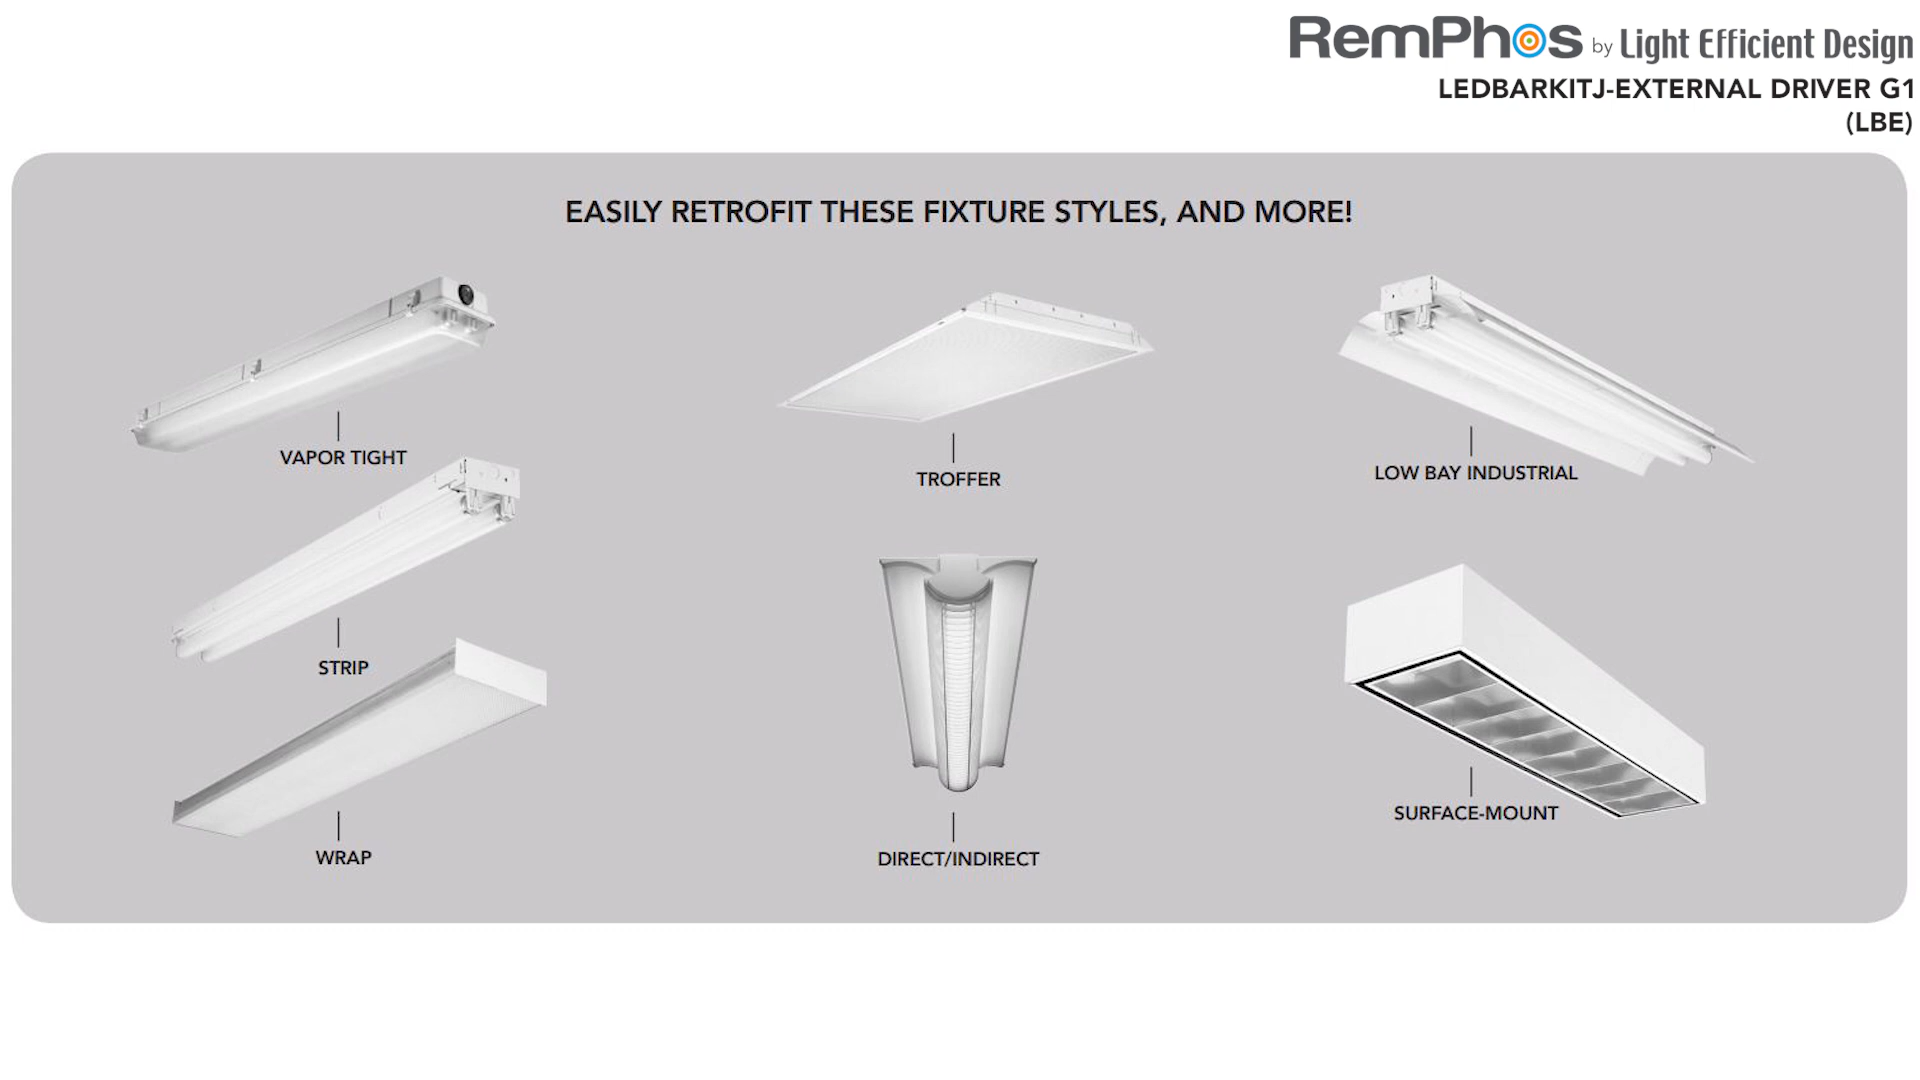 RemPhos by Light Efficient Design
LEDBARKITJ-EXTERNAL DRIVER G1
(LBE)
EASILY RETROFIT THESE FIXTURE STYLES, AND MORE!
VAPOR TIGHT
TROFFER
LOW BAY INDUSTRIAL
STRIP
WRAP
DIRECT/INDIRECT
SURFACE-MOUNT